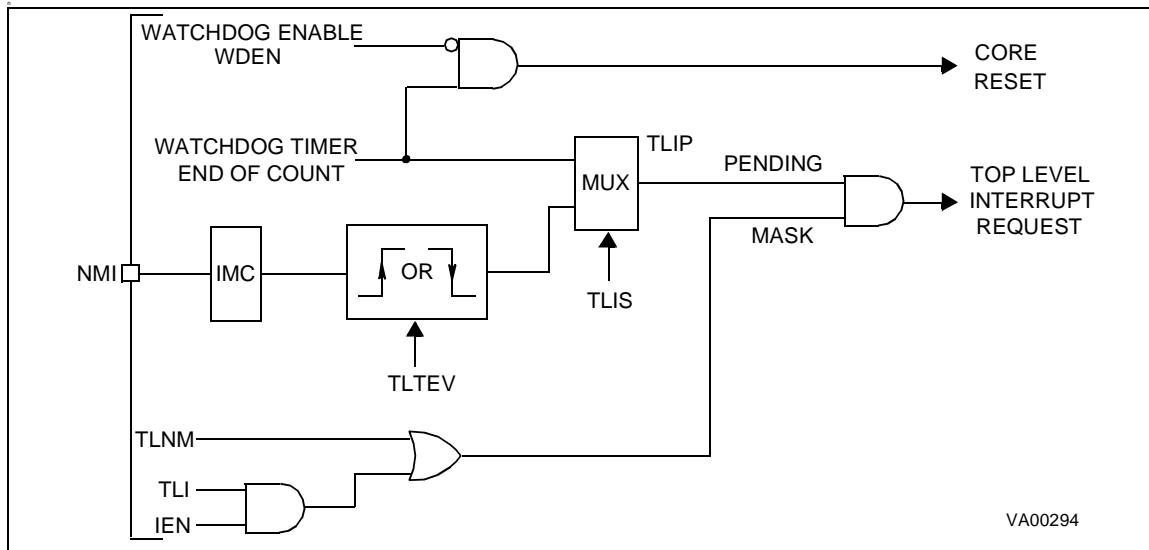 WATCHDOG ENABLE
WDEN
CORE
RESET
WATCHDOG TIMER
END OF COUNT
TLIP
MUX
PENDING
TOP LEVEL
INTERRUPT
REQUEST
MASK
NMI
IMC
OR
TLIS
TLTEV
TLNM
TLI
IEN
VA00294